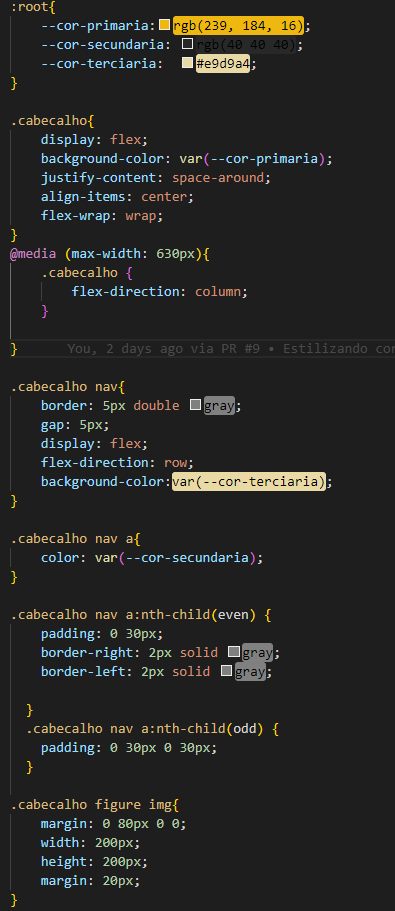 :root{
    --cor-primaria: rgb(239, 184, 16);
    --cor-secundaria: rgb(40 40 40);
    --cor-terciaria: #e9d9a4;
}

.cabecalho{
    display: flex;
    background-color: var(--cor-primaria);
    justify-content: space-around;
    align-items: center;
    flex-wrap: wrap;
}
@media (max-width: 630px){
    .cabecalho {
        flex-direction: column;
    }

}      You, 2 days ago via PR #9 • Estilizando cor

.cabecalho nav{
    border: 5px double gray;
    gap: 5px;
    display: flex;
    flex-direction: row;
    background-color:var(--cor-terciaria);
}

.cabecalho nav a{
    color: var(--cor-secundaria);
}

.cabecalho nav a:nth-child(even) {
    padding: 0 30px;
    border-right: 2px solid gray;
    border-left: 2px solid gray;

  }
  .cabecalho nav a:nth-child(odd) {
    padding: 0 30px 0 30px;
  }

.cabecalho figure img{
    margin: 0 80px 0 0;
    width: 200px;
    height: 200px;
    margin: 20px;
}